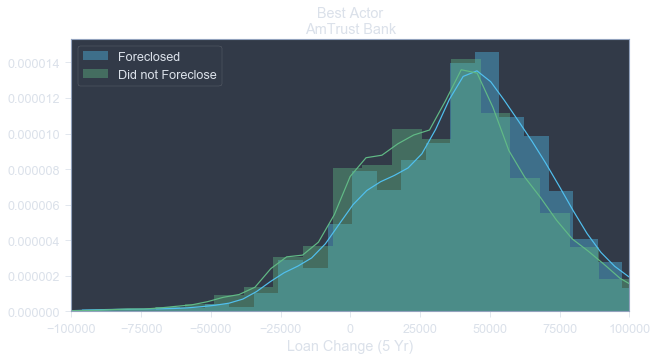 Best Actor
AmTrust Bank
Foreclosed
Did not Foreclose
0.000014
0.000012
0.000010
0.000008
0.000006
0.000004
0.000002
0.000000
−100000 −75000 −50000 −25000 0 25000 50000 75000 100000
Loan Change (5 Yr)